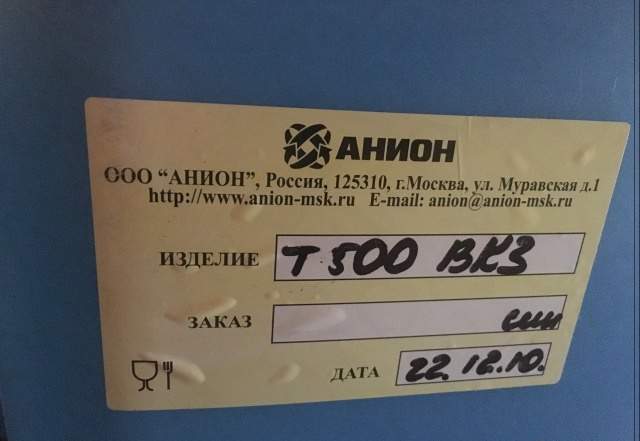 АНИОН
ООО “АНИОН”, Россия, 125310, г.Москва, ул. Муравская д.1
http://www.anion-msk.ru E-mail: anion@anion-msk.ru
ИЗДЕЛИЕ Т 500 ВКЗ
ЗАКАЗ син
ДАТА 22.12.10.